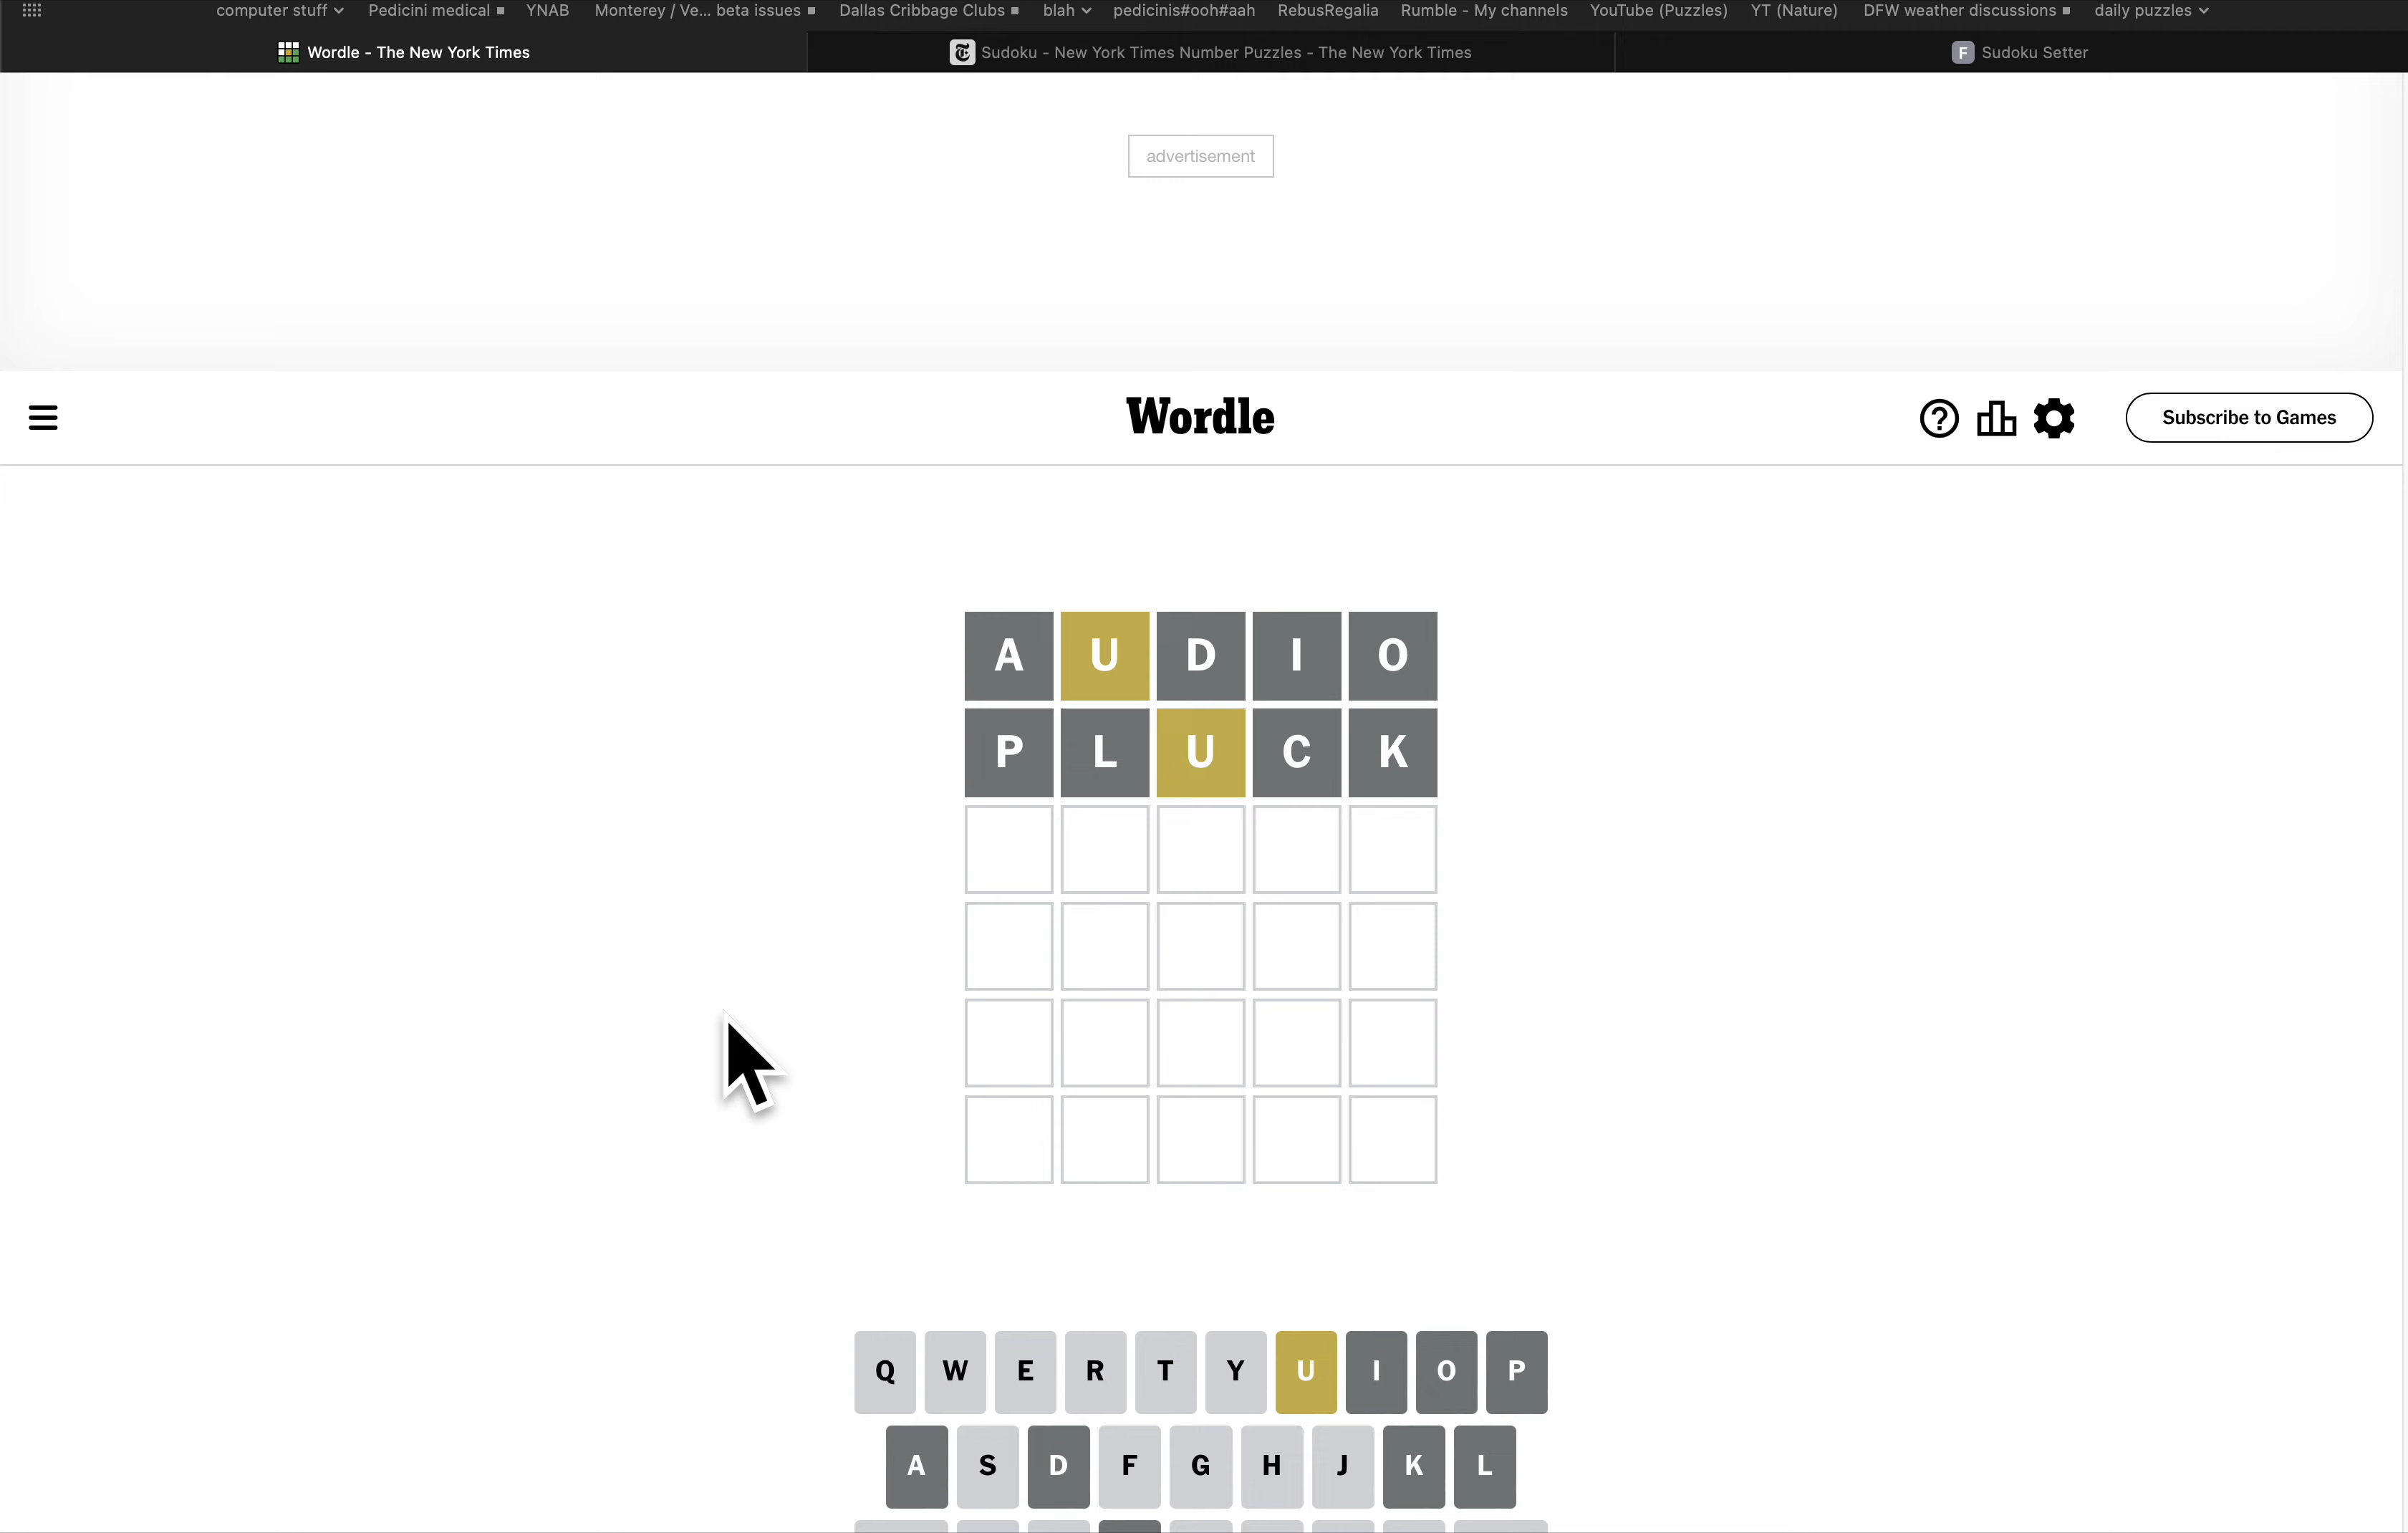 computer stuff Pedicini medical YNAB Monterey / Ve... beta issues Dallas Cribbage Clubs blah pedicinis#ooh#aah RebusRegalia Rumble - My channels YouTube (Puzzles) YT (Nature) DFW weather discussions daily puzzles
Wordle - The New York Times Sudoku - New York Times Number Puzzles - The New York Times F Sudoku Setter
advertisement
Wordle ? Subscribe to Games
A U D I O
P L U C K
Q W E R T Y U I O P
A S D F G H J K L